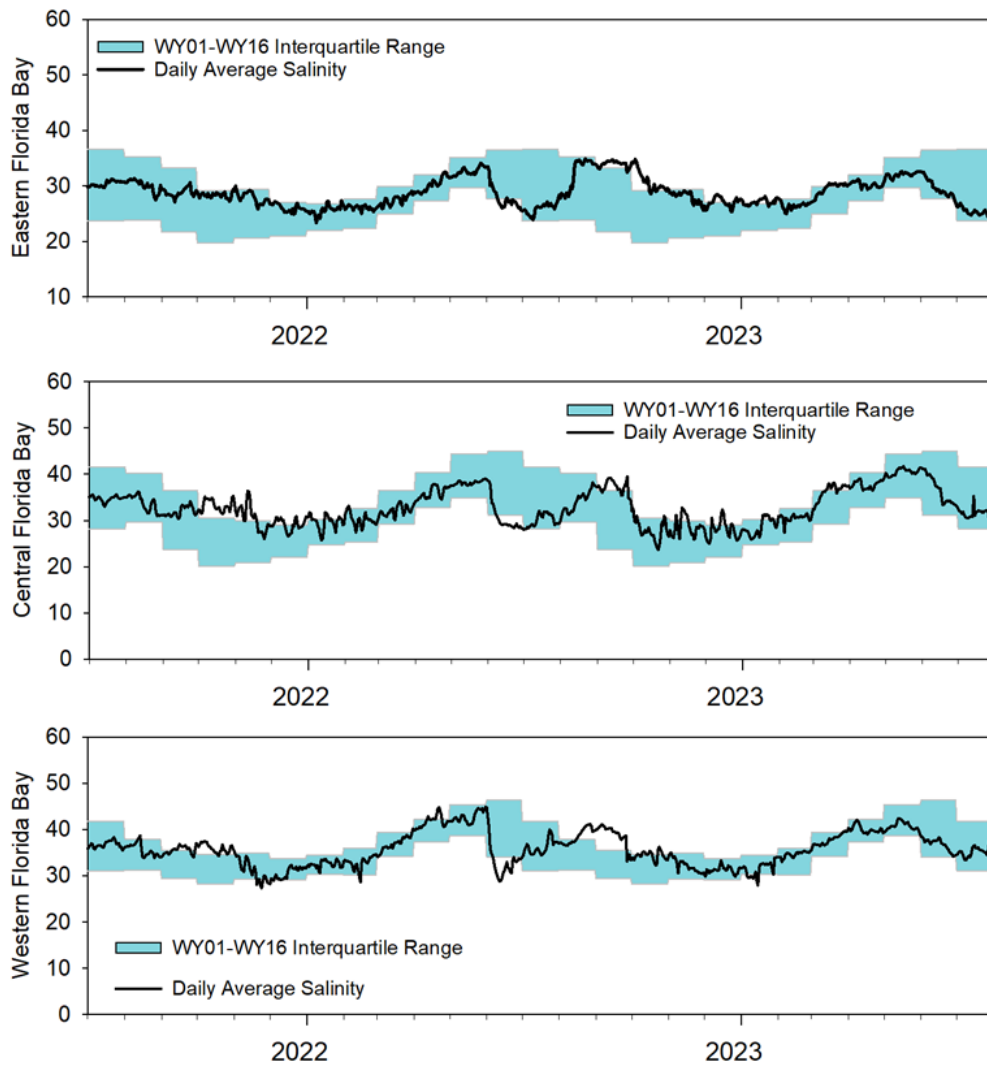 60
WY01-WY16 Interquartile Range
Daily Average Salinity
50
40
30
20
10
Eastern Florida Bay
2022
2023
60
WY01-WY16 Interquartile Range
Daily Average Salinity
50
40
30
20
10
0
Central Florida Bay
2022
2023
60
50
40
30
20
10
0
Western Florida Bay
WY01-WY16 Interquartile Range
Daily Average Salinity
2022
2023